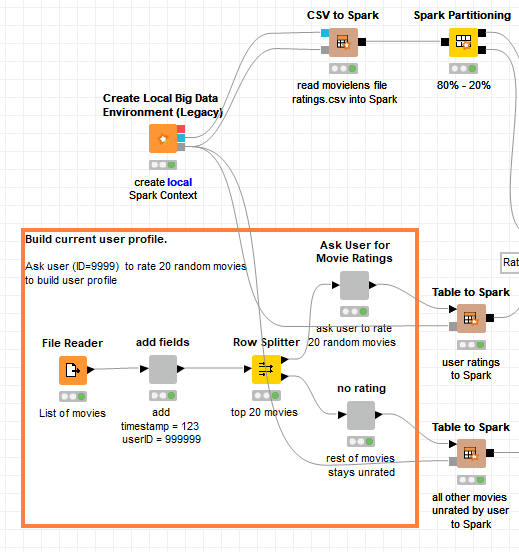 CSV to Spark
Spark Partitioning
read movielens file
ratings.csv into Spark
80% - 20%
Create Local Big Data
Environment (Legacy)
create local
Spark Context
Build current user profile.
Ask user (ID=9999) to rate 20 random movies
to build user profile
Ask User for
Movie Ratings
ask user to rate
20 random movies
Rat
Table to Spark
user ratings
to Spark
File Reader
List of movies
add fields
add
timestamp = 123
userID = 999999
Row Splitter
top 20 movies
no rating
rest of movies
stays unrated
Table to Spark
all other movies
unrated by user
to Spark